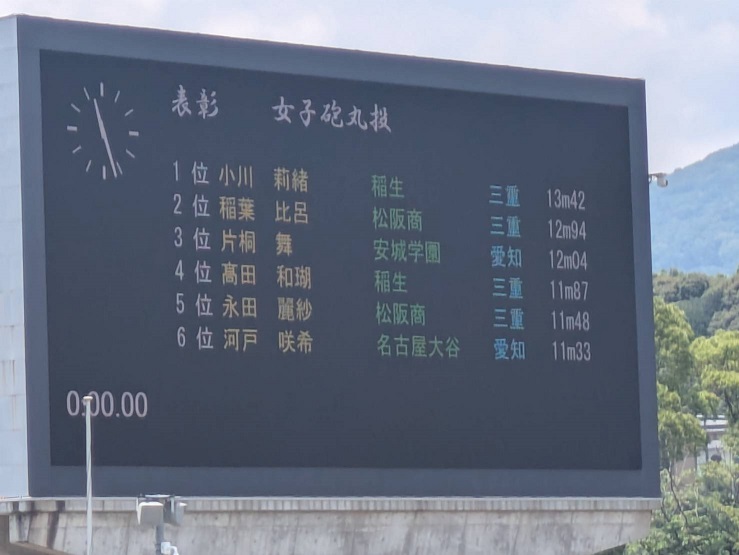 表彰 女子砲丸投
1位 小川 莉緒 稲生 三重 13m42
2位 稲葉 比呂 松阪商 三重 12m94
3位 片桐 舞 安城学園 愛知 12m04
4位 髙田 和瑚 稲生 三重 11m87
5位 永田 麗紗 松阪商 三重 11m48
6位 河戸 咲希 名古屋大谷 愛知 11m33
0:00.00